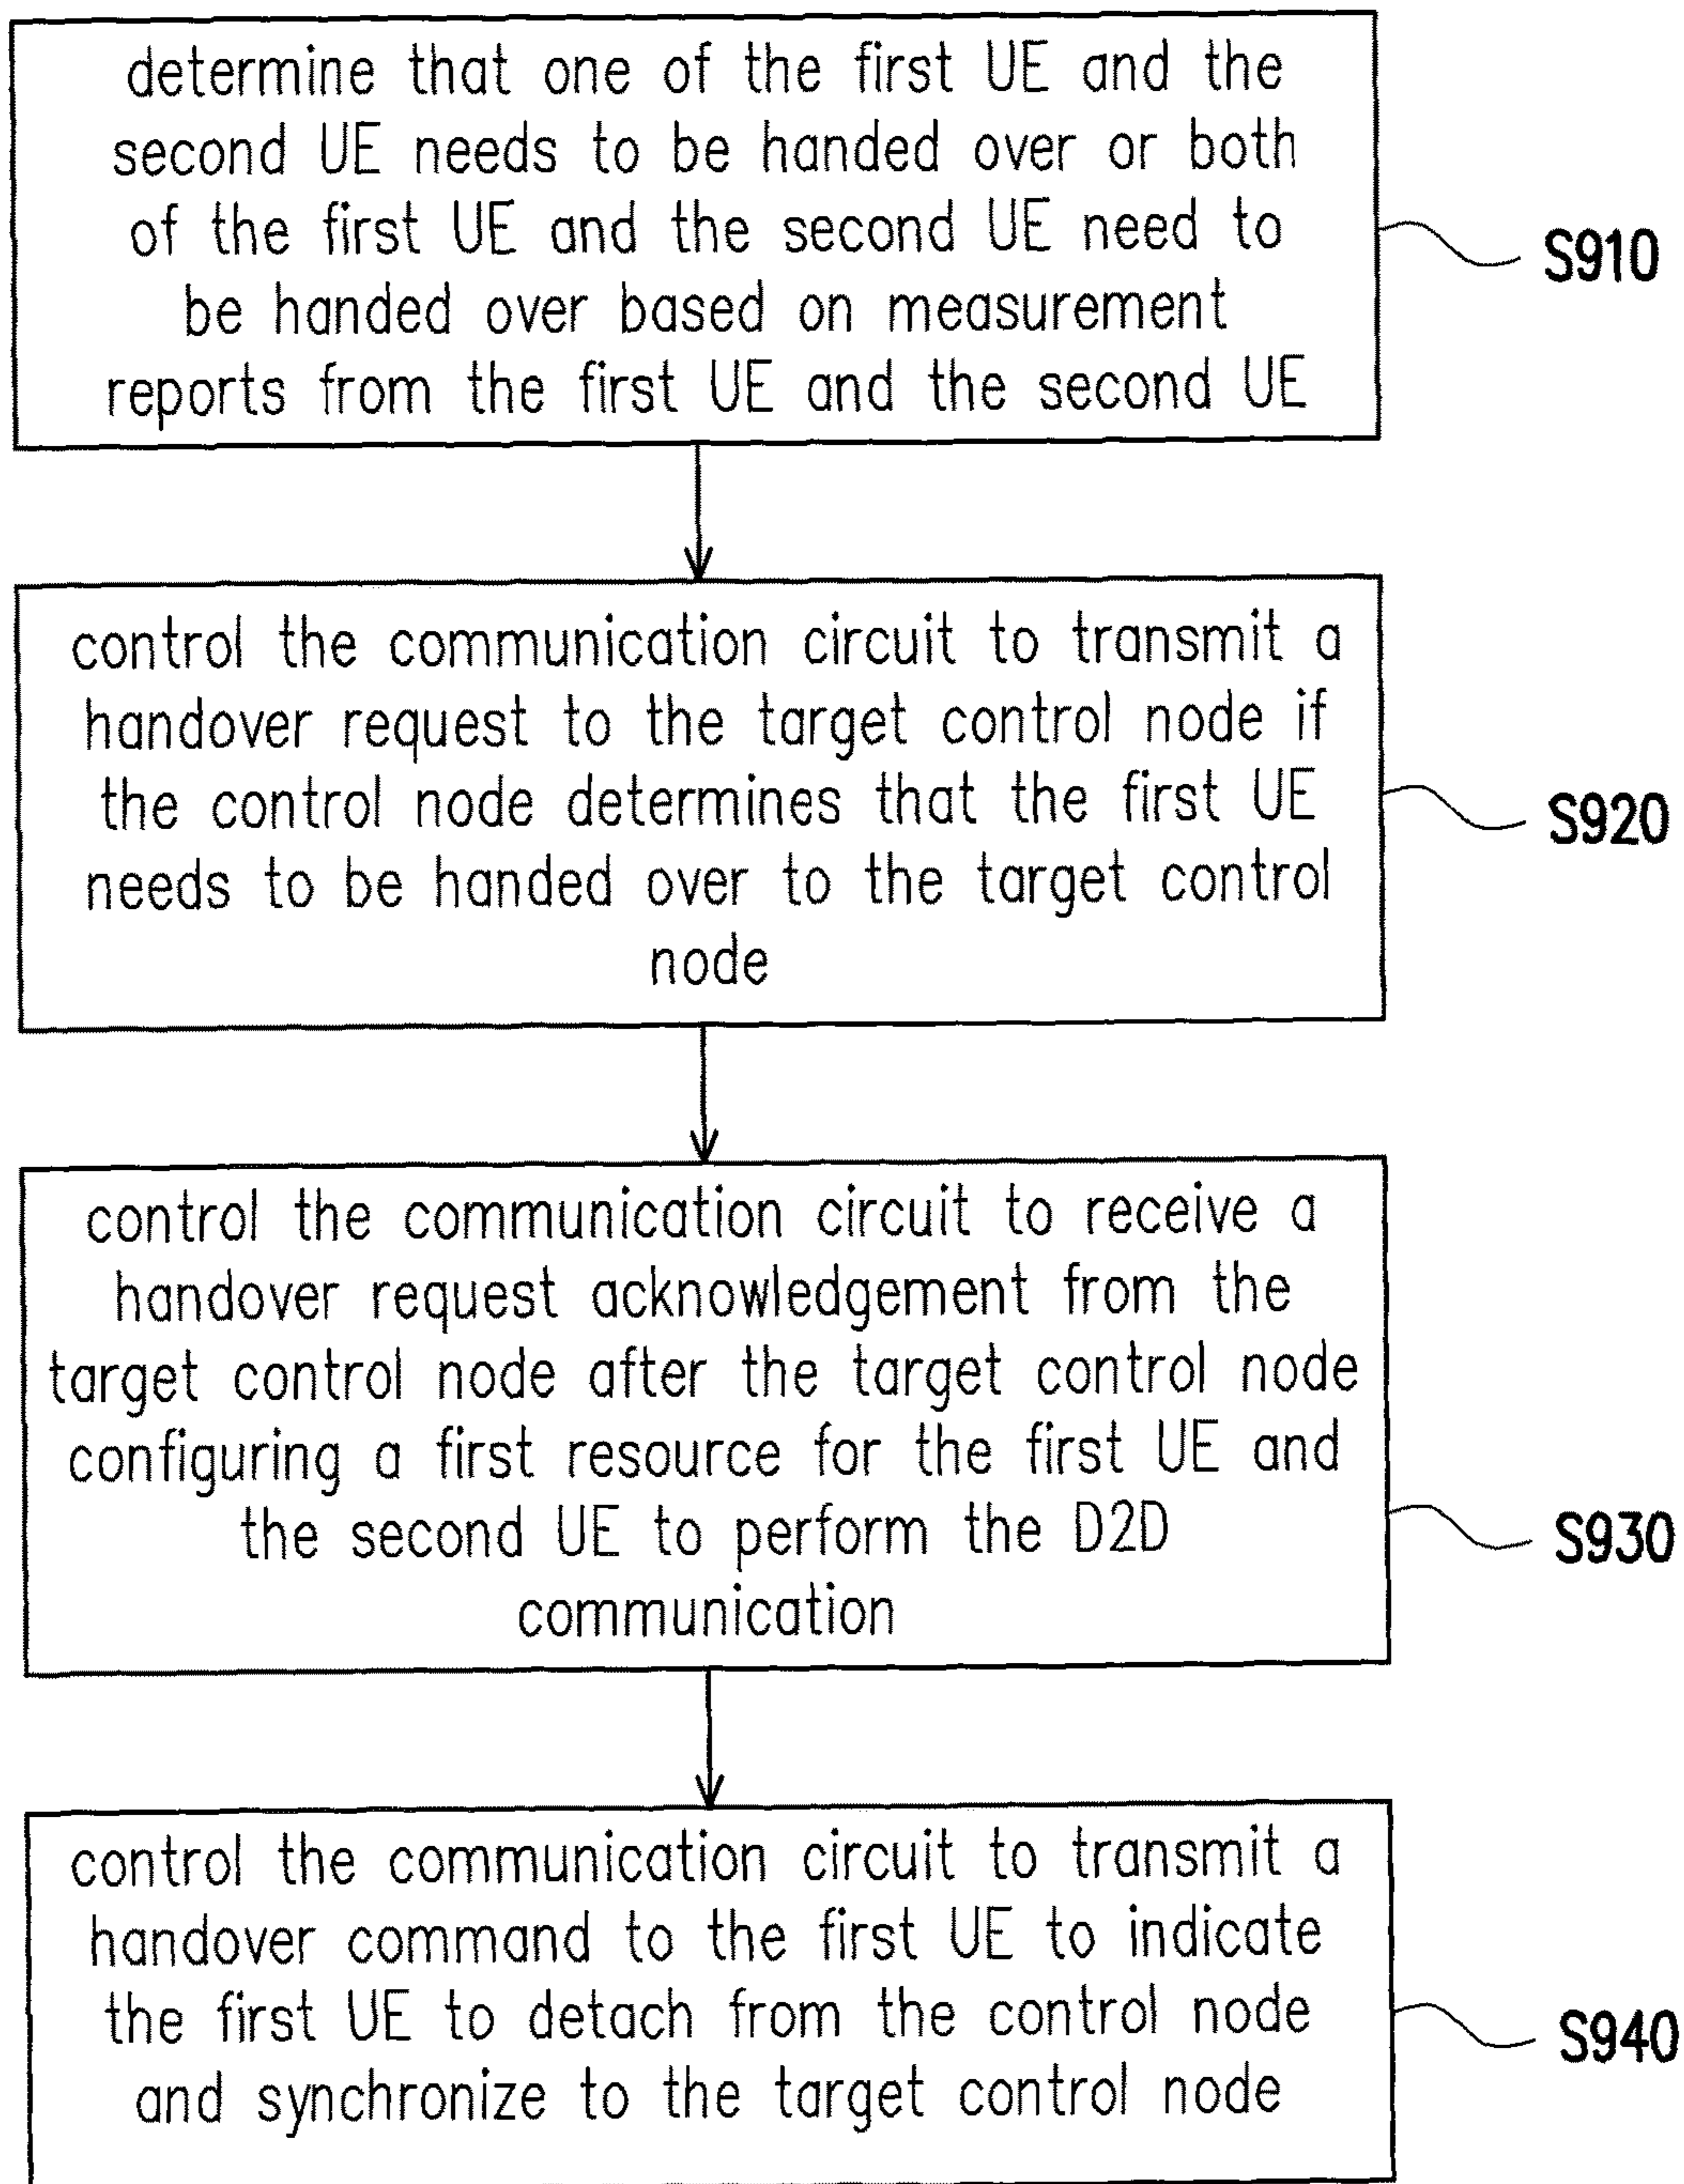 determine that one of the first UE and the
second UE needs to be handed over or both
of the first UE and the second UE need to
be handed over based on measurement
reports from the first UE and the second UE
S910
control the communication circuit to transmit a
handover request to the target control node if
the control node determines that the first UE
needs to be handed over to the target control
node
S920
control the communication circuit to receive a
handover request acknowledgement from the
target control node after the target control node
configuring a first resource for the first UE and
the second UE to perform the D2D
communication
S930
control the communication circuit to transmit a
handover command to the first UE to indicate
the first UE to detach from the control node
and synchronize to the target control node
S940